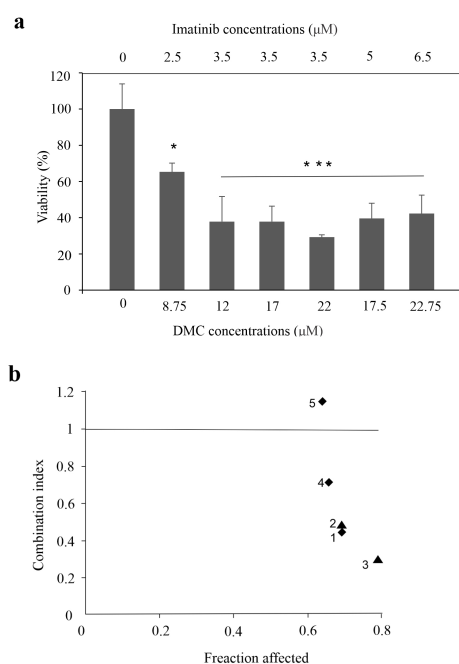 a
Imatinib concentrations (μM)
0 2.5 3.5 3.5 3.5 5 6.5
120
100
80
60
40
20
0
Viability (%)
*
***
0 8.75 12 17 22 17.5 22.75
DMC concentrations (μM)
b
1.2
1
0.8
0.6
0.4
0.2
0
Combination index
5
4
2
1
3
0 0.2 0.4 0.6 0.8
Freaction affected